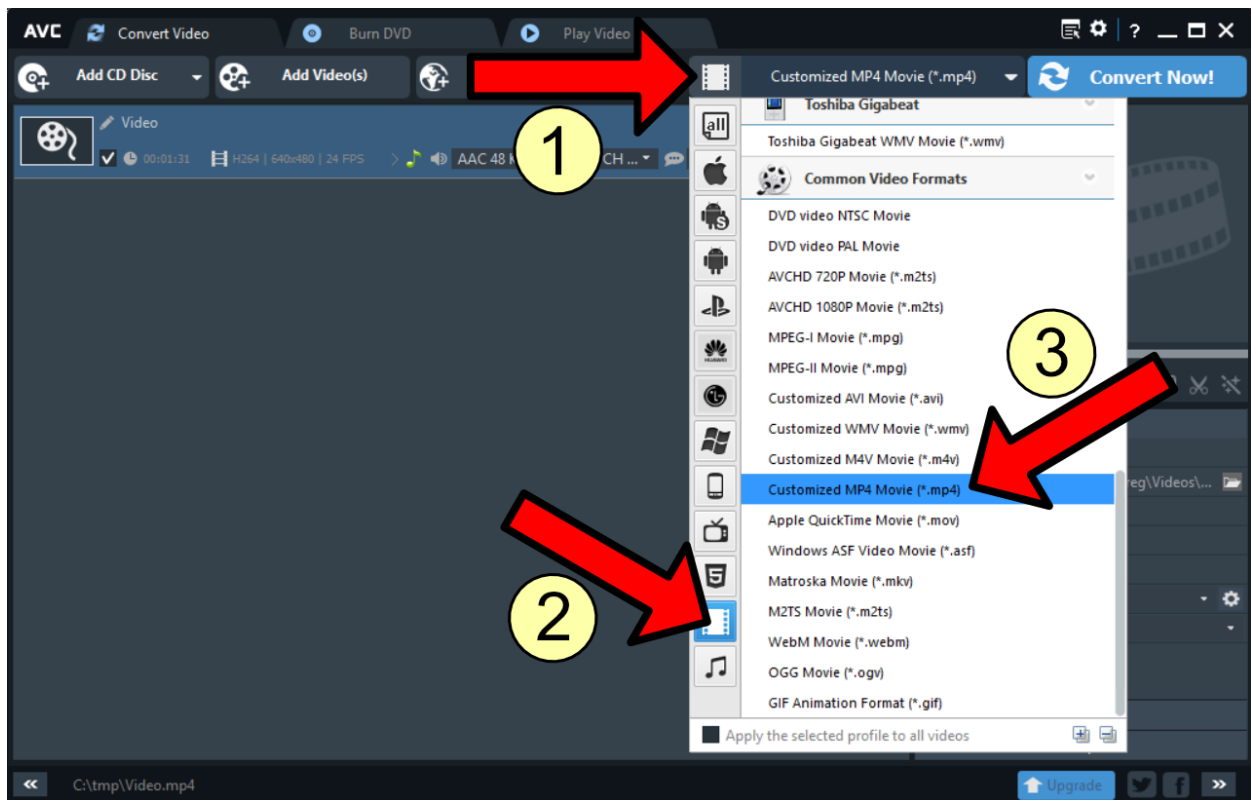 AVC Convert Video Burn DVD Play Video ?
Add CD Disc Add Video(s) Customized MP4 Movie (*.mp4) Convert Now!
Toshiba Gigabeat
Toshiba Gigabeat WMV Movie (*.wmv)
Video
00:01:31 H264 | 640x480 | 24 FPS AAC 48 K CH ...
1
all
Common Video Formats
DVD video NTSC Movie
DVD video PAL Movie
AVCHD 720P Movie (*.m2ts)
AVCHD 1080P Movie (*.m2ts)
MPEG-I Movie (*.mpg)
HUAWEI
MPEG-II Movie (*.mpg)
3
LG
Customized AVI Movie (*.avi)
Customized WMV Movie (*.wmv)
Customized M4V Movie (*.m4v)
Customized MP4 Movie (*.mp4)
reg\Videos\...
Apple QuickTime Movie (*.mov)
Windows ASF Video Movie (*.asf)
5
Matroska Movie (*.mkv)
2
M2TS Movie (*.m2ts)
WebM Movie (*.webm)
OGG Movie (*.ogv)
GIF Animation Format (*.gif)
Apply the selected profile to all videos
C:\tmp\Video.mp4 Upgrade